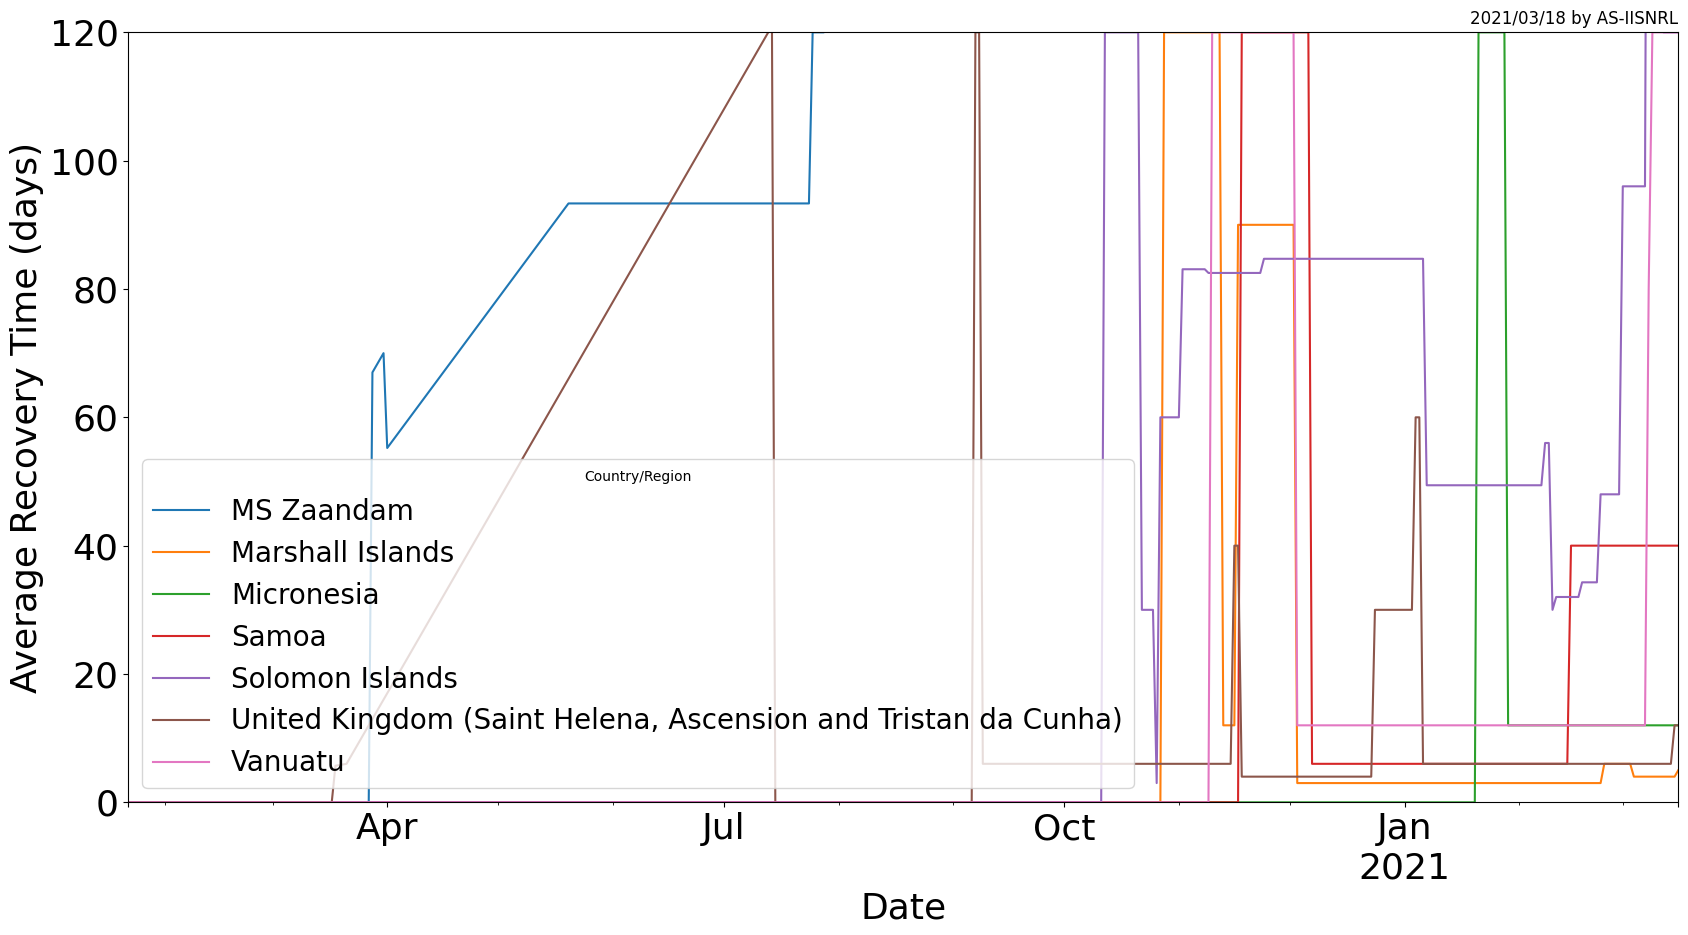 2021/03/18 by AS-IISNRL
120
100
80
60
40
20
0
Average Recovery Time (days)
Country/Region
MS Zaandam
Marshall Islands
Micronesia
Samoa
Solomon Islands
United Kingdom (Saint Helena, Ascension and Tristan da Cunha)
Vanuatu
Apr Jul Oct Jan
2021
Date